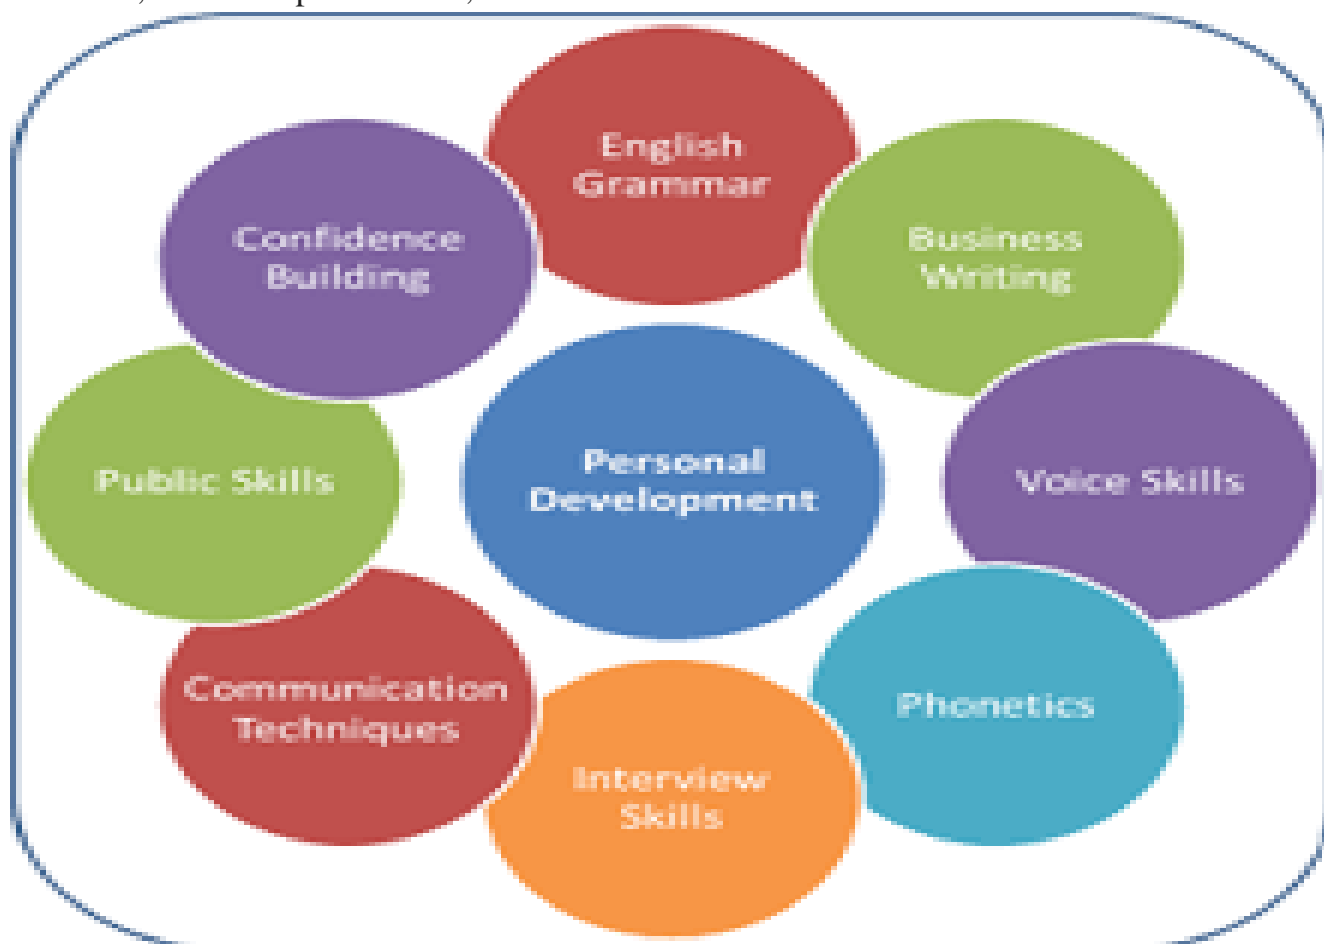 English
Grammar
Business
Writing
Voice Skills
Phonetics
Interview
Skills
Communication
Techniques
Public Skills
Confidence
Building
Personal
Development